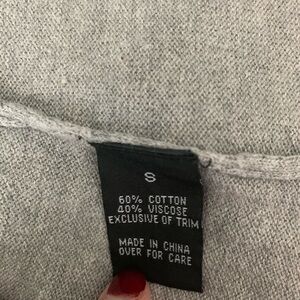 S
60% COTTON
40% VISCOSE
EXCLUSIVE OF TRIM
MADE IN CHINA
OVER FOR CARE